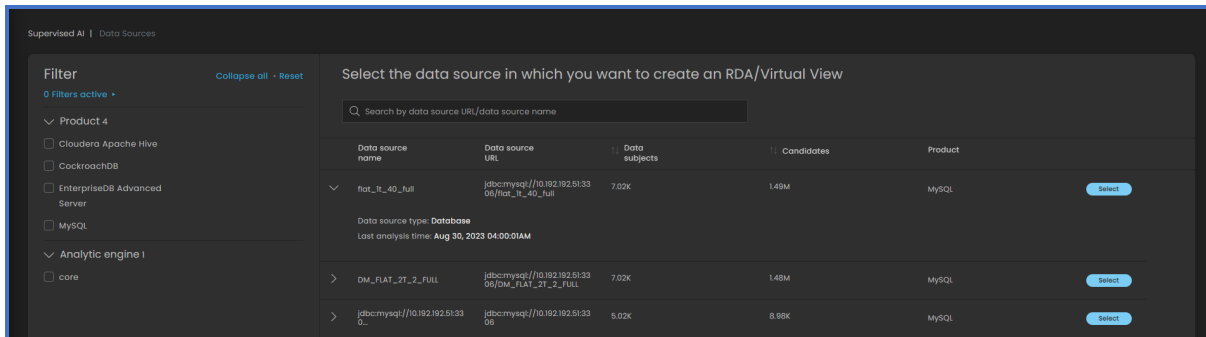 Supervised AI | Data Sources
Filter
Collapse all • Reset
0 Filters active
Product 4
Cloudera Apache Hive
CockroachDB
EnterpriseDB Advanced
Server
MySQL
Analytic engine 1
core
Select the data source in which you want to create an RDA/Virtual View
Search by data source URL/data source name
Data source
name
Data source
URL
Data
subjects
Candidates
Product
flat_1t_40_full
jdbc:mysql://10.192.192.51:33
06/flat_1t_40_full
7.02K
1.49M
MySQL
Select
Data source type: Database
Last analysis time: Aug 30, 2023 04:00:01AM
DM_FLAT_2T_2_FULL
jdbc:mysql://10.192.192.51:33
06/DM_FLAT_2T_2_FULL
7.02K
1.48M
MySQL
Select
jdbc:mysql://10.192.192.51:33
0...
jdbc:mysql://10.192.192.51:33
06
5.02K
8.98K
MySQL
Select